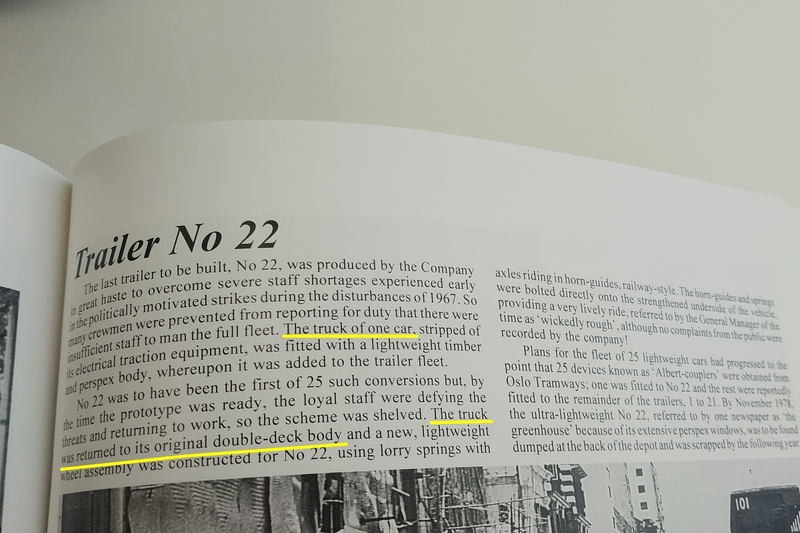 Trailer No 22
The last trailer to be built, No 22, was produced by the Company
in great haste to overcome severe staff shortages experienced early
in the politically motivated strikes during the disturbances of 1967. So
many crewmen were prevented from reporting for duty that there were
insufficient staff to man the full fleet. The truck of one car, stripped of
its electrical traction equipment, was fitted with a lightweight timber
and perspex body, whereupon it was added to the trailer fleet.
No 22 was to have been the first of 25 such conversions but, by
the time the prototype was ready, the loyal staff were defying the
threats and returning to work, so the scheme was shelved. The truck
was returned to its original double-deck body and a new, lightweight
wheel assembly was constructed for No 22, using lorry springs with
axles riding in horn-guides, railway-style. The horn-guides and springs
were bolted directly onto the strengthened underside of the vehicle,
providing a very lively ride, referred to by the General Manager of the
time as 'wickedly rough', although no complaints from the public were
recorded by the company!
Plans for the fleet of 25 lightweight cars had progressed to the
point that 25 devices known as 'Albert-couplers' were obtained from
Oslo Tramways; one was fitted to No 22 and the rest were reportedly
fitted to the remainder of the trailers, 1 to 21. By November 1978,
the ultra-lightweight No 22, referred to by one newspaper as 'the
greenhouse' because of its extensive perspex windows, was to be found
dumped at the back of the depot and was scrapped by the following year
101